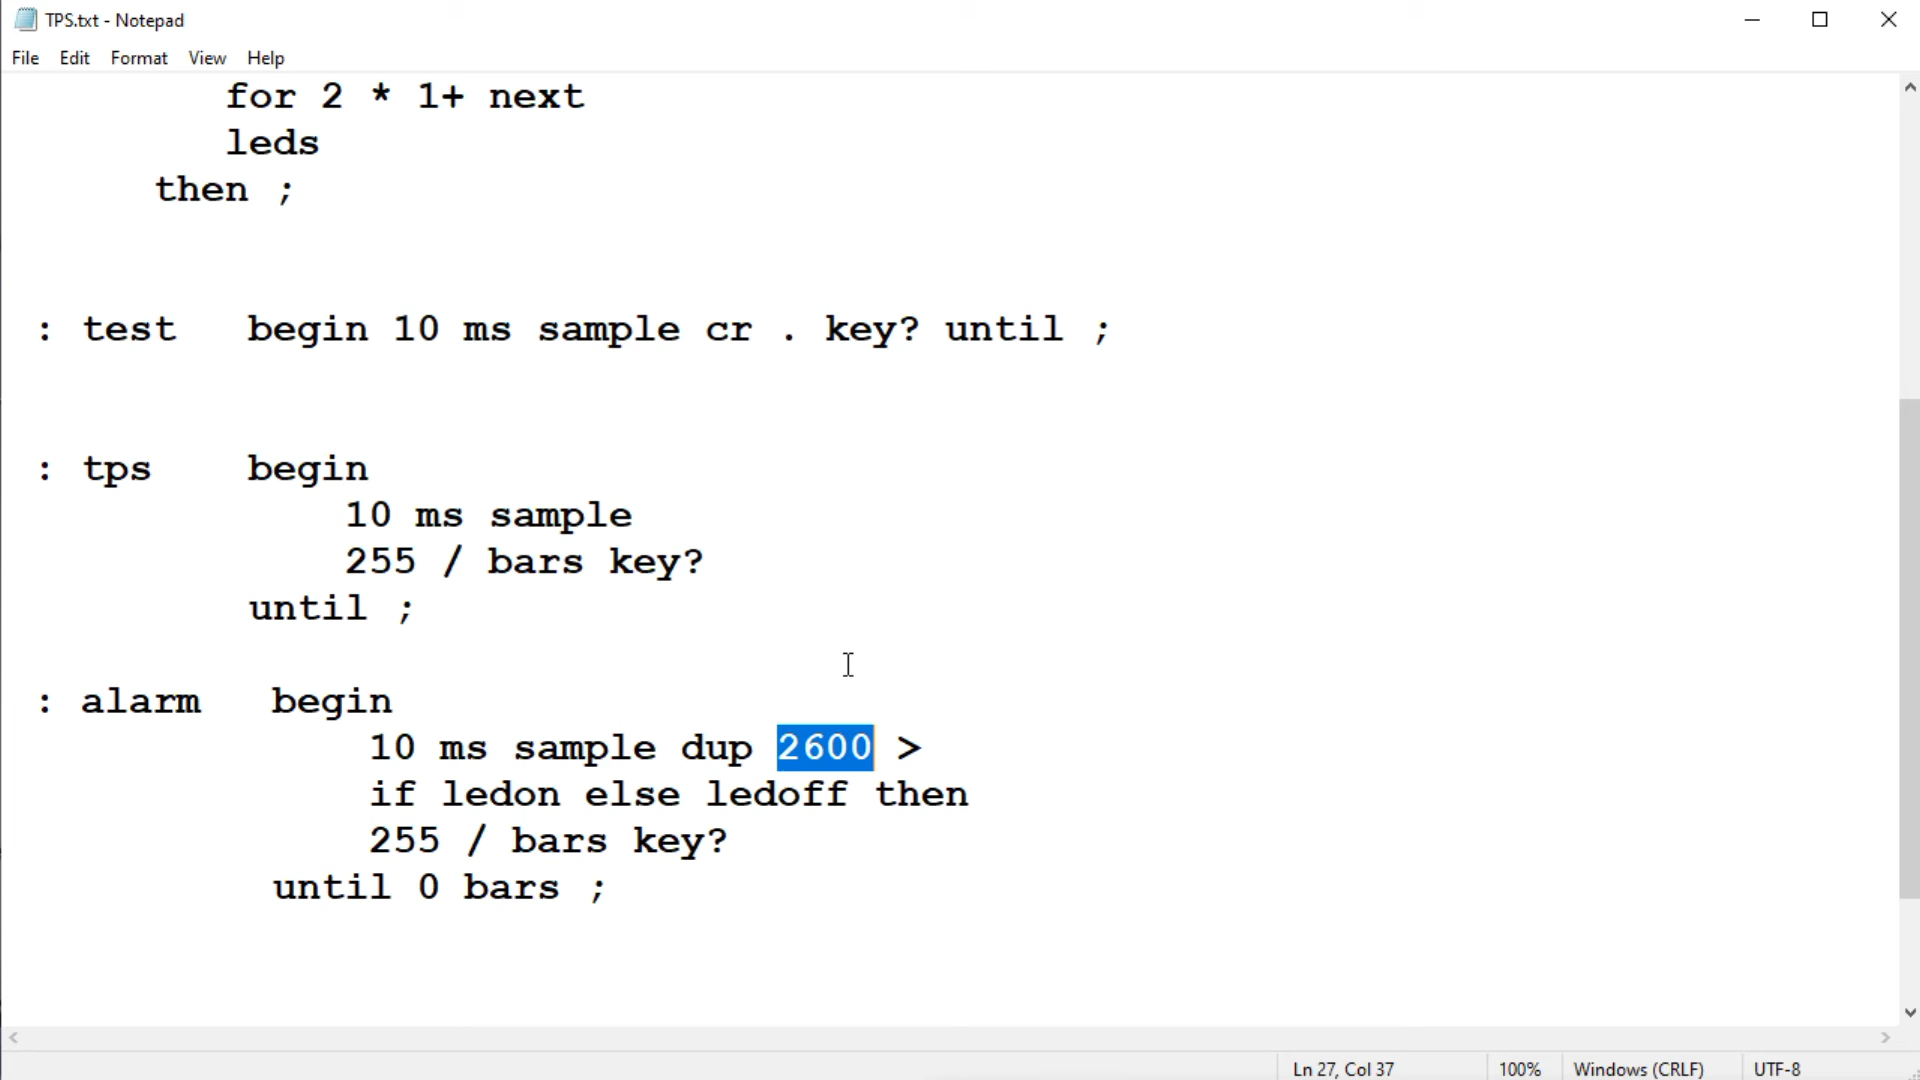 TPS.txt - Notepad
File Edit Format View Help
for 2 * 1+ next
leds
then ;
: test begin 10 ms sample cr . key? until ;
: tps begin
10 ms sample
255 / bars key?
until ;
: alarm begin
10 ms sample dup 2600 >
if ledon else ledoff then
255 / bars key?
until 0 bars ;
Ln 27, Col 37 100% Windows (CRLF) UTF-8